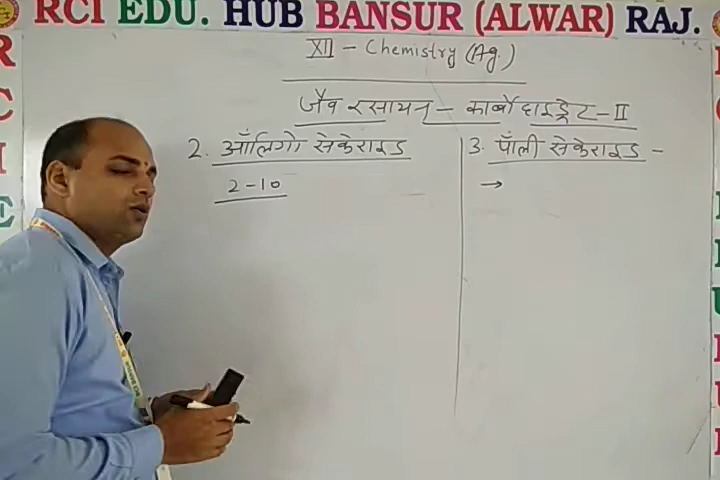 RCI EDU. HUB BANSUR (ALWAR) RAJ.
XII - Chemistry (Ag.)
जैव रसायन - कार्बोहाइड्रेट - II
2. ऑलिगो सेकेराइड
2-10
3. पॉली सेकेराइड -
→